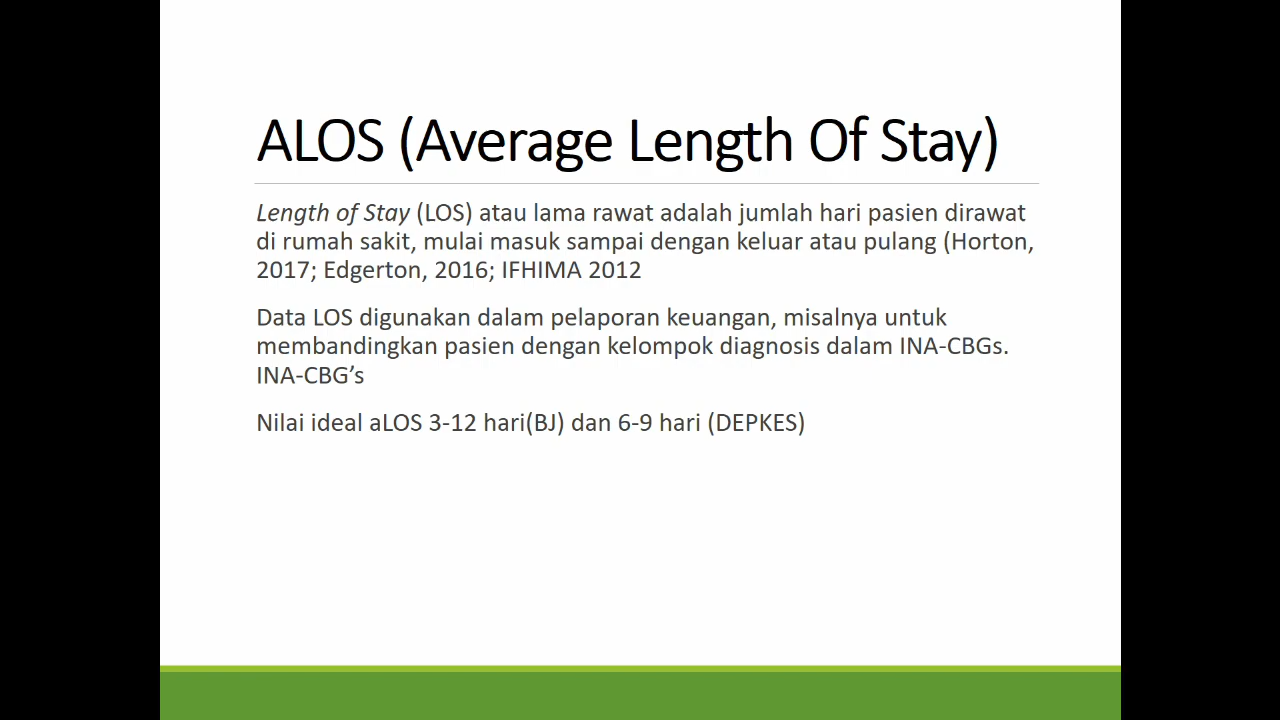 ALOS (Average Length Of Stay)
Length of Stay (LOS) atau lama rawat adalah jumlah hari pasien dirawat
di rumah sakit, mulai masuk sampai dengan keluar atau pulang (Horton,
2017; Edgerton, 2016; IFHIMA 2012
Data LOS digunakan dalam pelaporan keuangan, misalnya untuk
membandingkan pasien dengan kelompok diagnosis dalam INA-CBGs.
INA-CBG’s
Nilai ideal aLOS 3-12 hari(BJ) dan 6-9 hari (DEPKES)